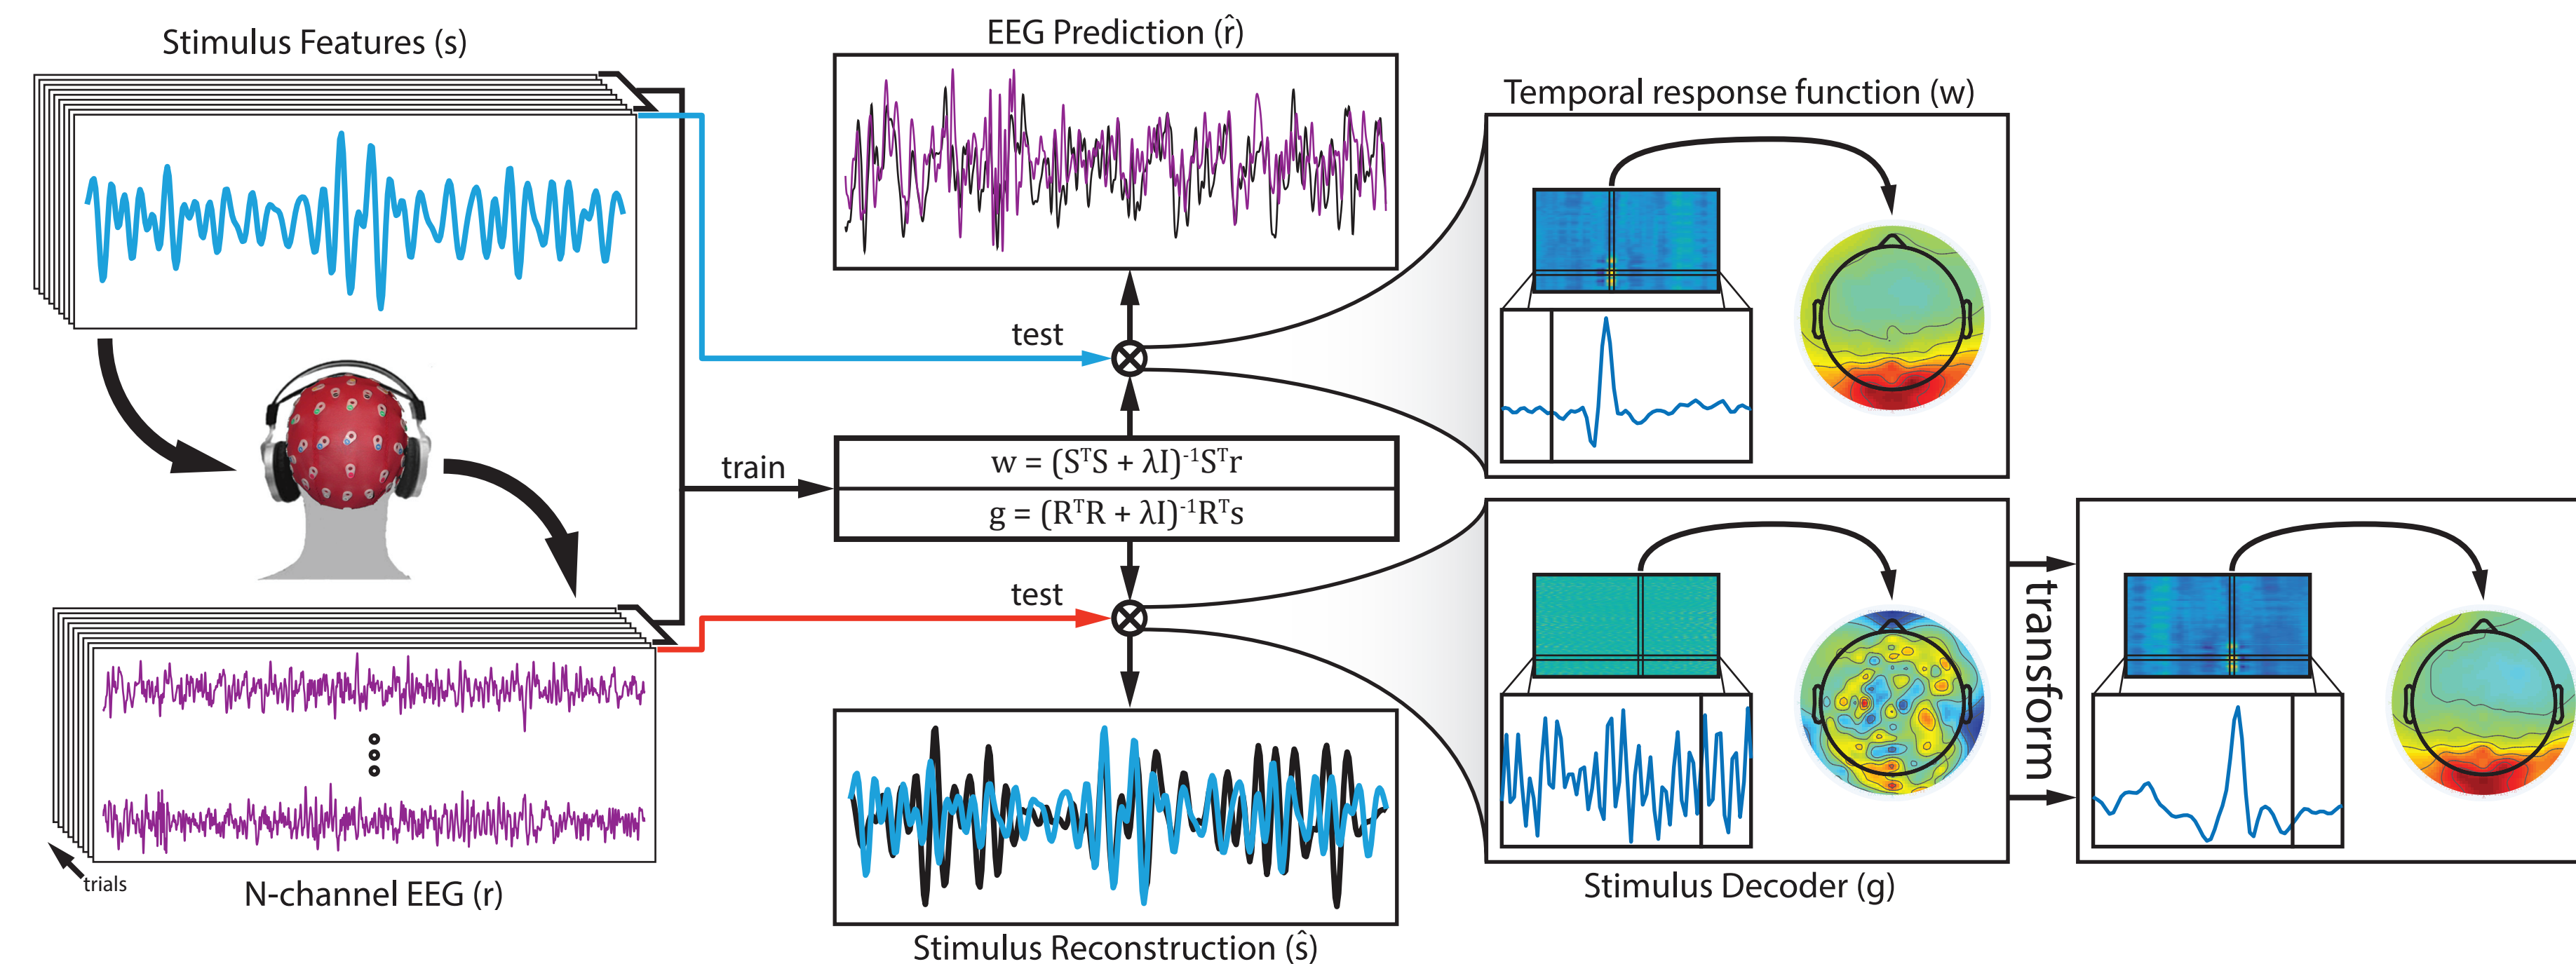 Stimulus Features (s)
EEG Prediction (r̂)
Temporal response function (w)
test
train
w = (SᵀS + λI)⁻¹Sᵀr
g = (RᵀR + λI)⁻¹Rᵀs
test
transform
trials
N-channel EEG (r)
Stimulus Reconstruction (ŝ)
Stimulus Decoder (g)